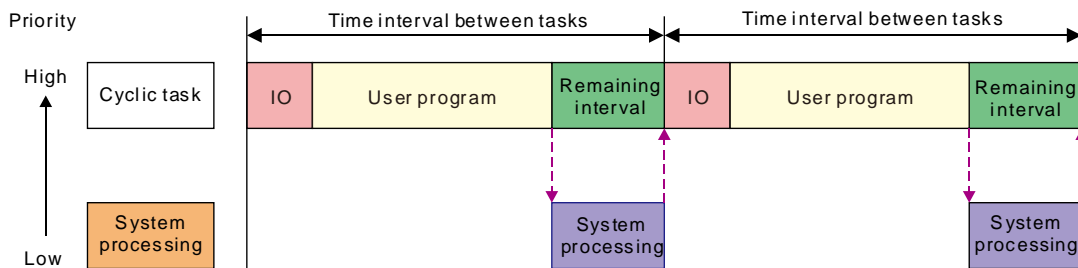 Priority
Time interval between tasks
Time interval between tasks
High
Cyclic task
IO
User program
Remaining
interval
IO
User program
Remaining
interval
System
processing
System
processing
System
processing
Low